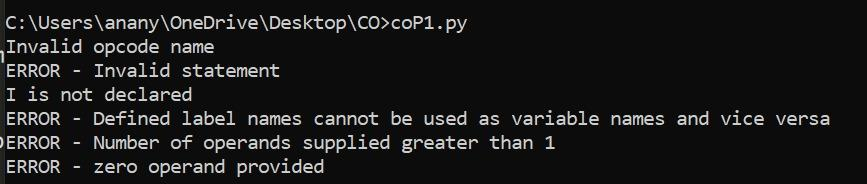 C:\Users\anany\OneDrive\Desktop\CO>coP1.py
Invalid opcode name
ERROR - Invalid statement
I is not declared
ERROR - Defined label names cannot be used as variable names and vice versa
ERROR - Number of operands supplied greater than 1
ERROR - zero operand provided